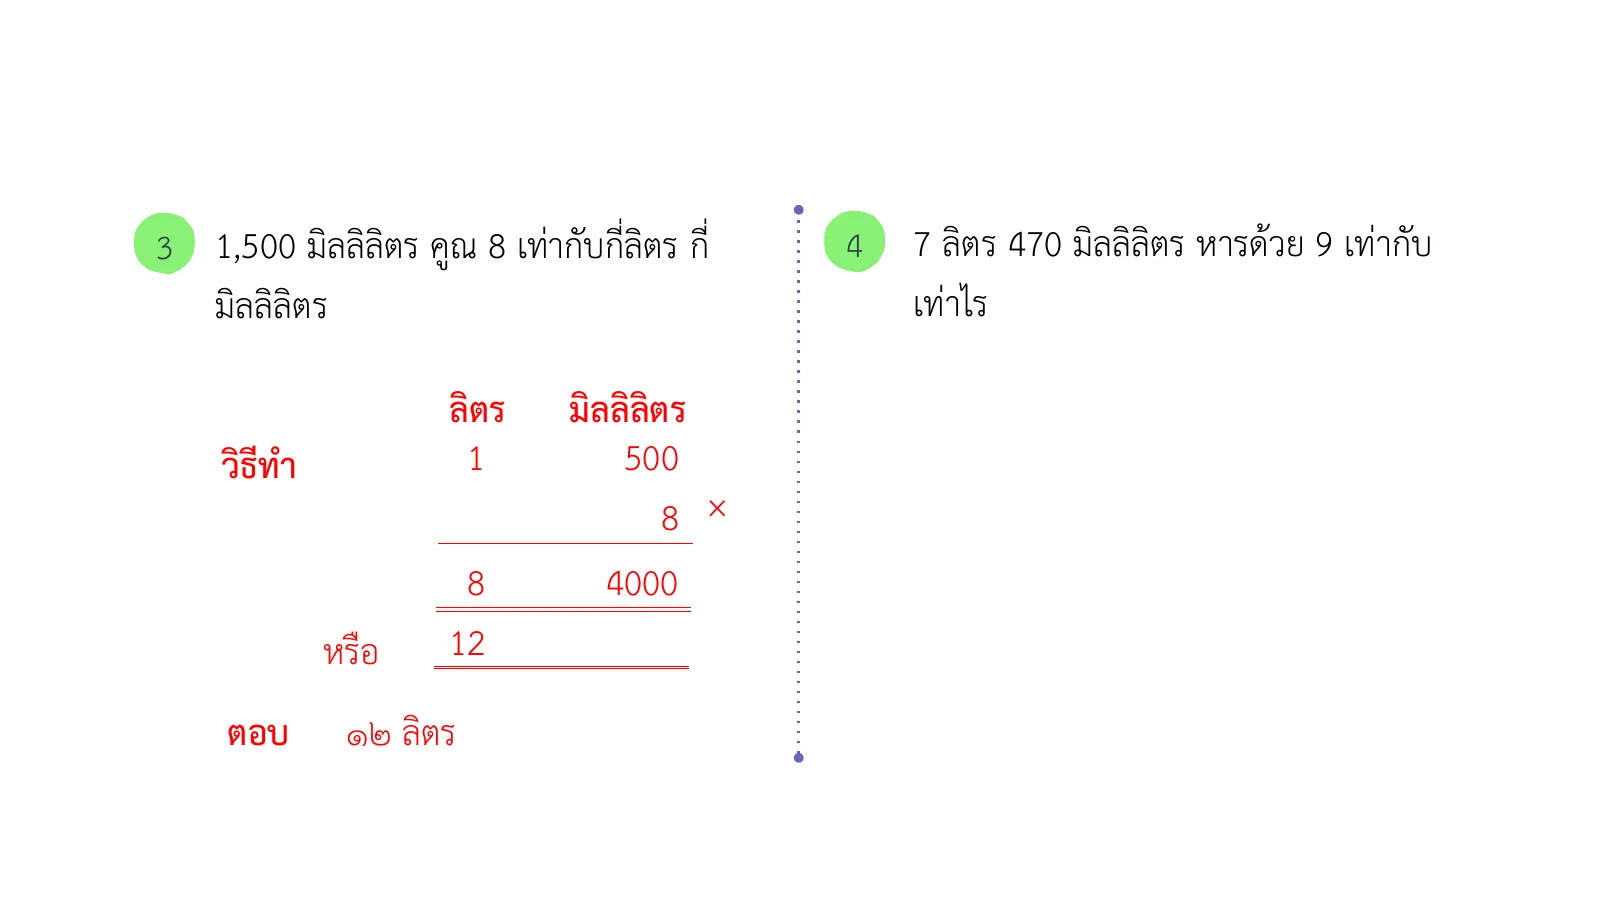 3 1,500 มิลลิลิตร คูณ 8 เท่ากับกี่ลิตร กี่
มิลลิลิตร
ลิตร มิลลิลิตร
วิธีทำ 1 500
8 ×
8 4000
หรือ 12
ตอบ ๑๒ ลิตร
4 7 ลิตร 470 มิลลิลิตร หารด้วย 9 เท่ากับ
เท่าไร